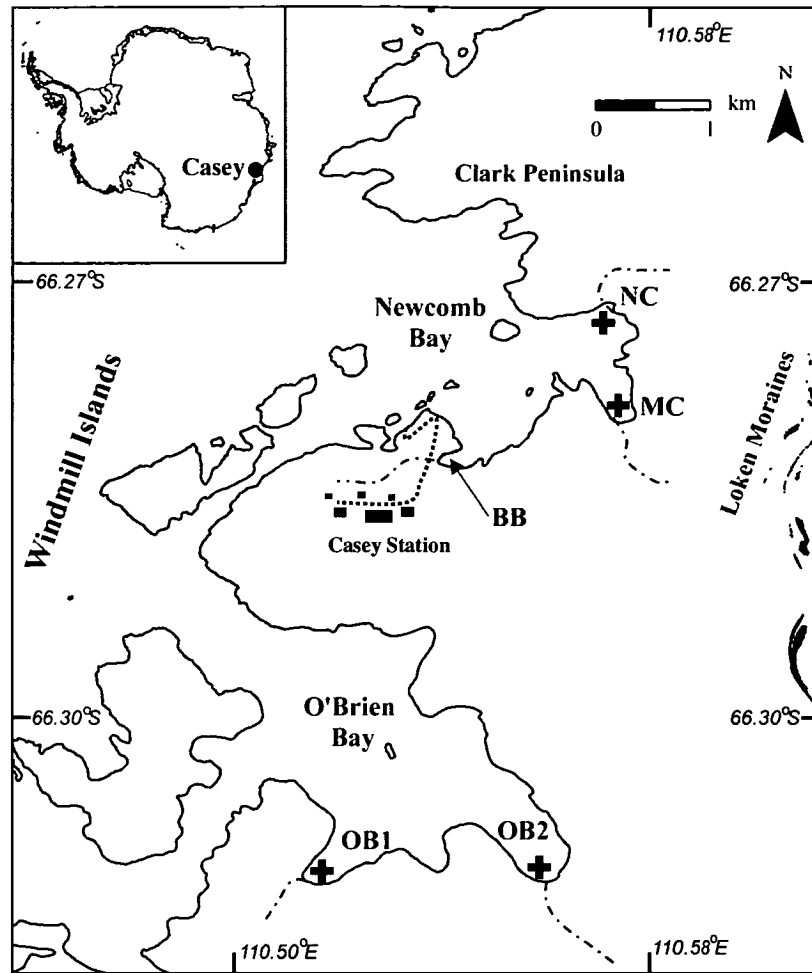 110.58°E
N
km
0 1
Casey
Clark Peninsula
66.27°S
66.27°S
NC
Newcomb
Bay
MC
Windmill Islands
Loken Moraines
BB
Casey Station
66.30°S
66.30°S
O'Brien
Bay
OB1
OB2
110.50°E
110.58°E